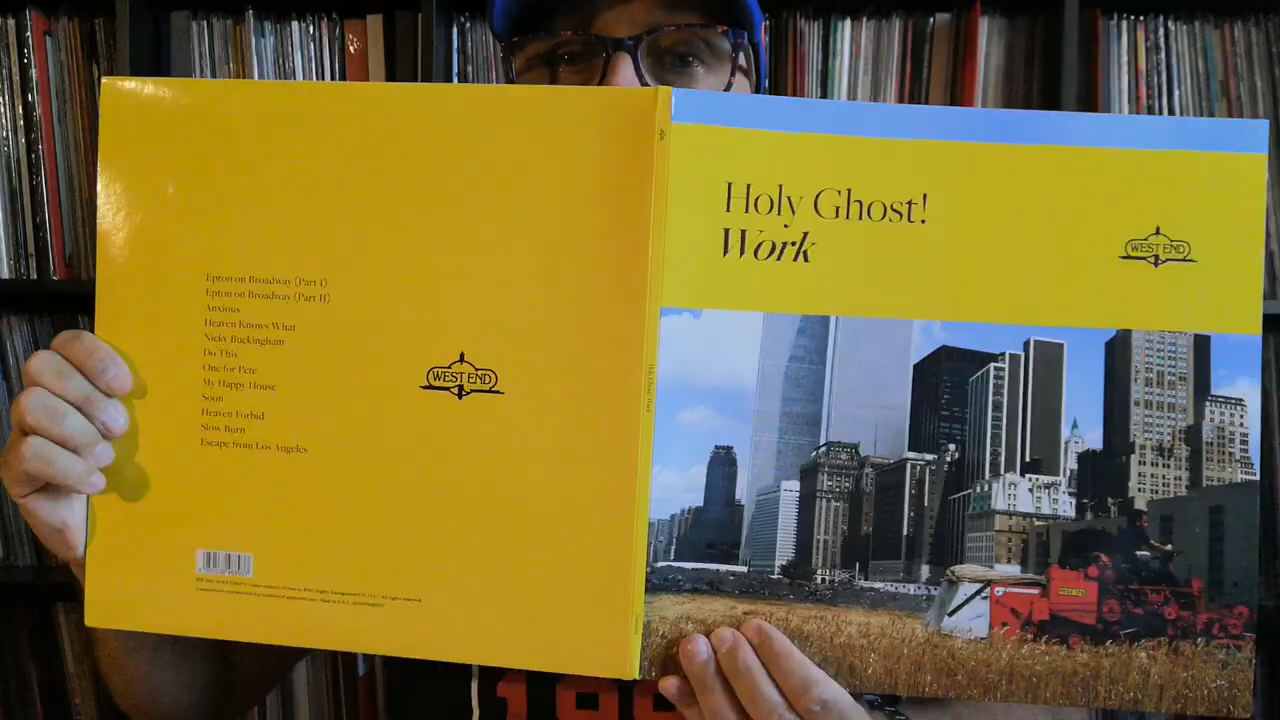 Epton on Broadway (Part I)
Epton on Broadway (Part II)
Anxious
Heaven Knows What
Nicky Buckingham
Do This
One for Pete
My Happy House
Soon
Heaven Forbid
Slow Burn
Escape from Los Angeles
WEST END
Holy Ghost!
Work
WEST END